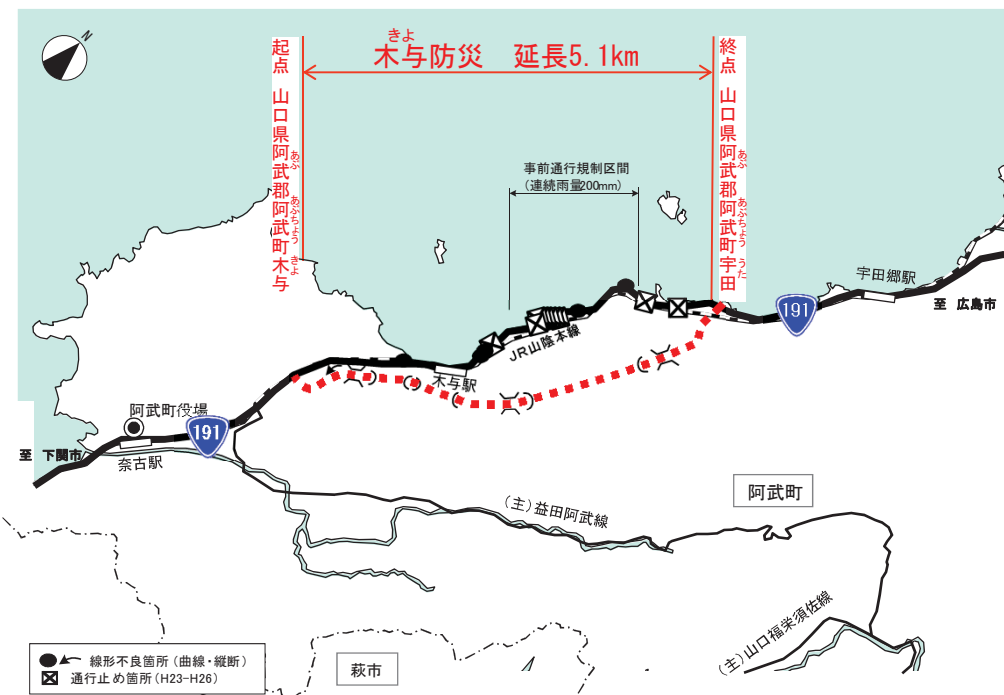 きよ
木与防災 延長5.1km
起点 山口県阿武郡阿武町木与
あぶ あぶちょう きよ
終点 山口県阿武郡阿武町宇田
あぶ あぶちょう うた
事前通行規制区間
(連続雨量200mm)
宇田郷駅
至 広島市
191
JR山陰本線
木与駅
阿武町役場
191
至 下関市
奈古駅
阿武町
(主)益田阿武線
(主)山口福栄須佐線
萩市
線形不良箇所(曲線・縦断)
通行止め箇所(H23-H26)